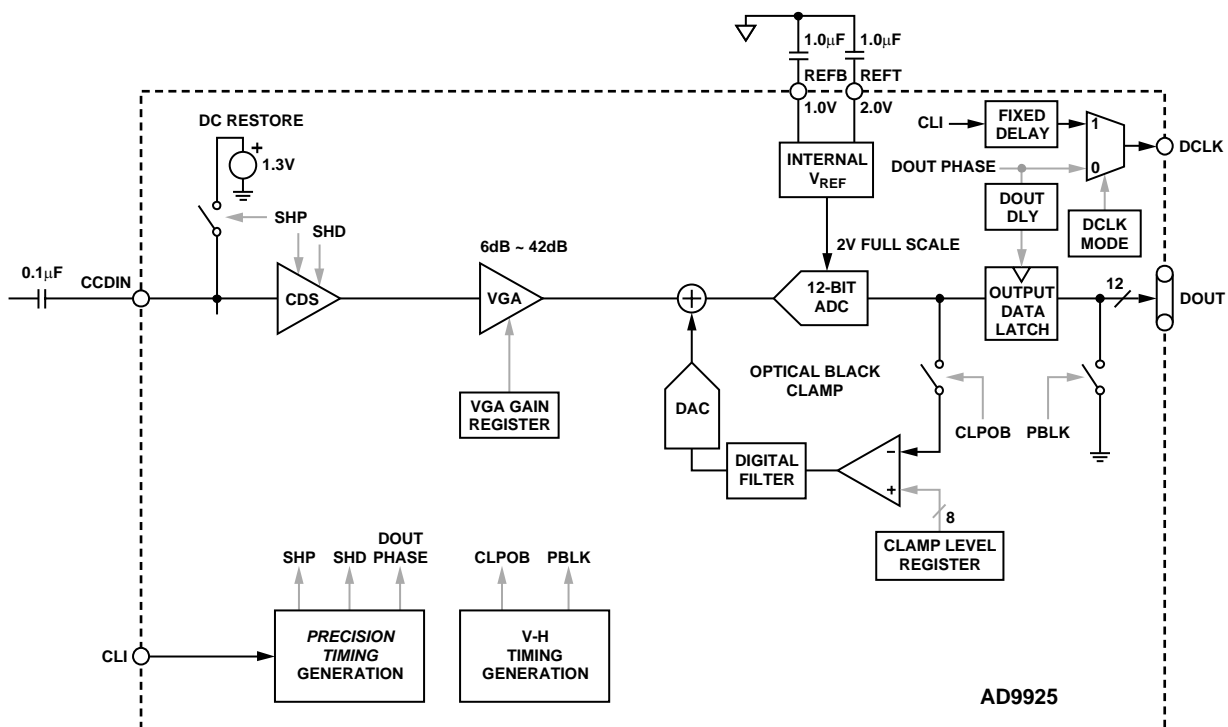 1.0μF 1.0μF
REFB REFT
1.0V 2.0V
DC RESTORE
+
1.3V
SHP
SHD
0.1μF
CCDIN
CDS
6dB ~ 42dB
VGA
VGA GAIN
REGISTER
INTERNAL
VREF
2V FULL SCALE
12-BIT
ADC
CLI
FIXED
DELAY
1
0
DCLK
DOUT PHASE
DOUT
DLY
DCLK
MODE
OUTPUT
DATA
LATCH
12
DOUT
OPTICAL BLACK
CLAMP
DAC
DIGITAL
FILTER
–
+
CLPOB
PBLK
8
CLAMP LEVEL
REGISTER
SHP
SHD
DOUT
PHASE
CLPOB
PBLK
CLI
PRECISION
TIMING
GENERATION
V-H
TIMING
GENERATION
AD9925